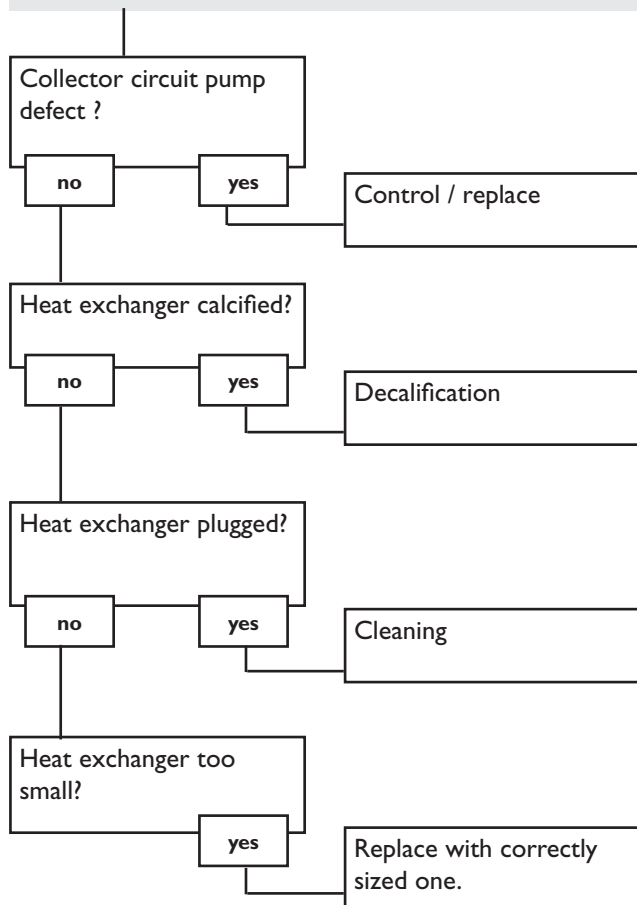 Collector circuit pump
defect ?
no
yes
Control / replace
Heat exchanger calcified?
no
yes
Decalification
Heat exchanger plugged?
no
yes
Cleaning
Heat exchanger too
small?
yes
Replace with correctly
sized one.